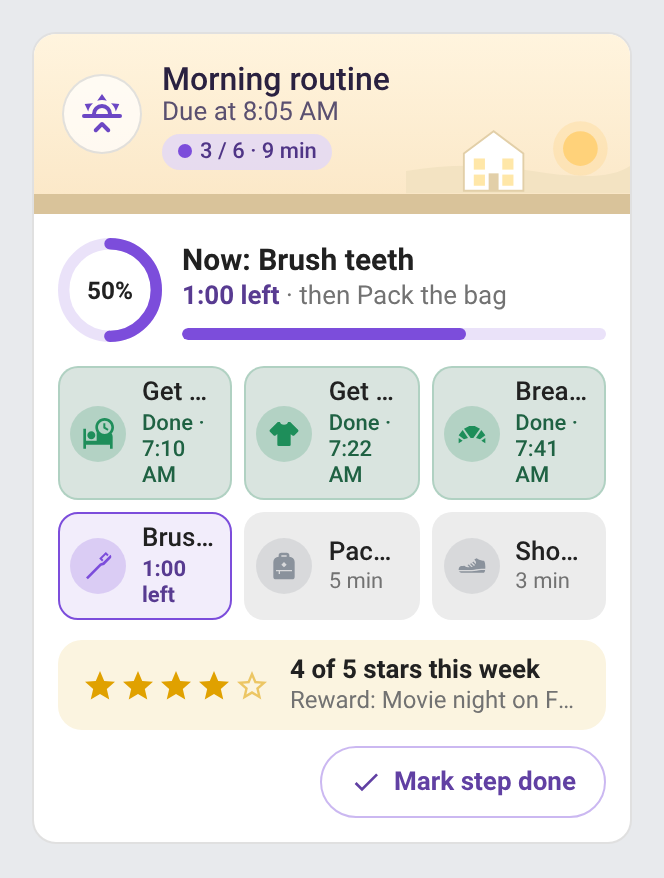 Morning routine
Due at 8:05 AM
3 / 6 · 9 min
50%
Now: Brush teeth
1:00 left · then Pack the bag
Get ...
Done ·
7:10
AM
Get ...
Done ·
7:22
AM
Brea...
Done ·
7:41
AM
Brus...
1:00
left
Pac...
5 min
Sho...
3 min
4 of 5 stars this week
Reward: Movie night on F...
Mark step done